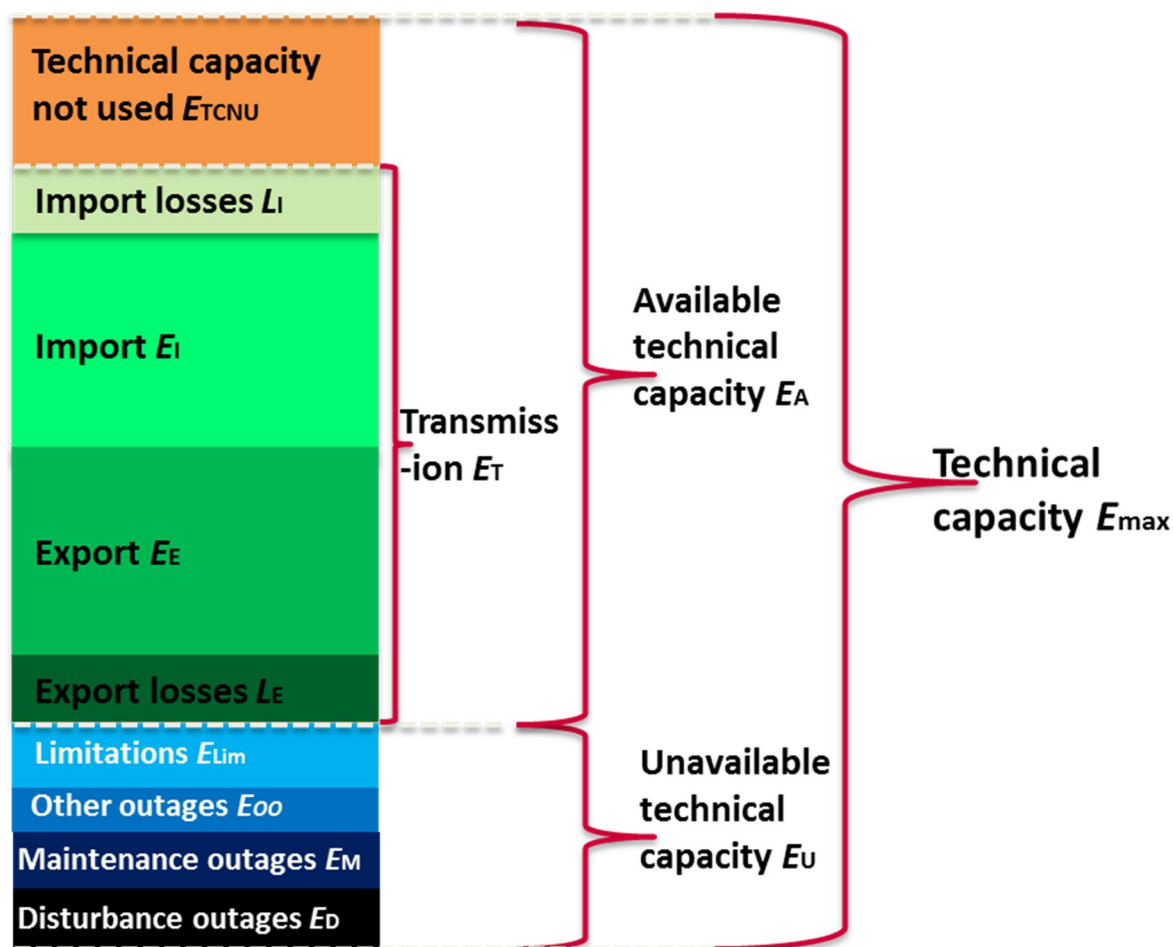 Technical capacity
not used ETCNU
Import losses LI
Import EI
Export EE
Export losses LE
Limitations ELim
Other outages EOO
Maintenance outages EM
Disturbance outages ED
Transmiss
-ion ET
Available
technical
capacity EA
Unavailable
technical
capacity EU
Technical
capacity Emax